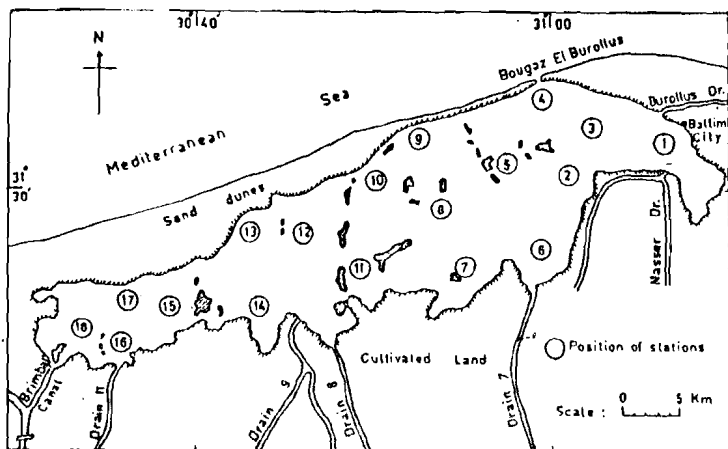 30°40'
31°00
N
Bougaz El Burollus
Sea
Mediterranean
Burollus Dr.
Baltim
City
4
3
1
9
5
2
31°
30'
10
8
Sand dunes
13
12
Nasser Dr.
11
7
6
17
15
14
18
16
Position of stations
Cultivated Land
Brimbal
Canal
Drain 11
Drain 9
Drain 8
Drain 7
Scale : 0 5 Km